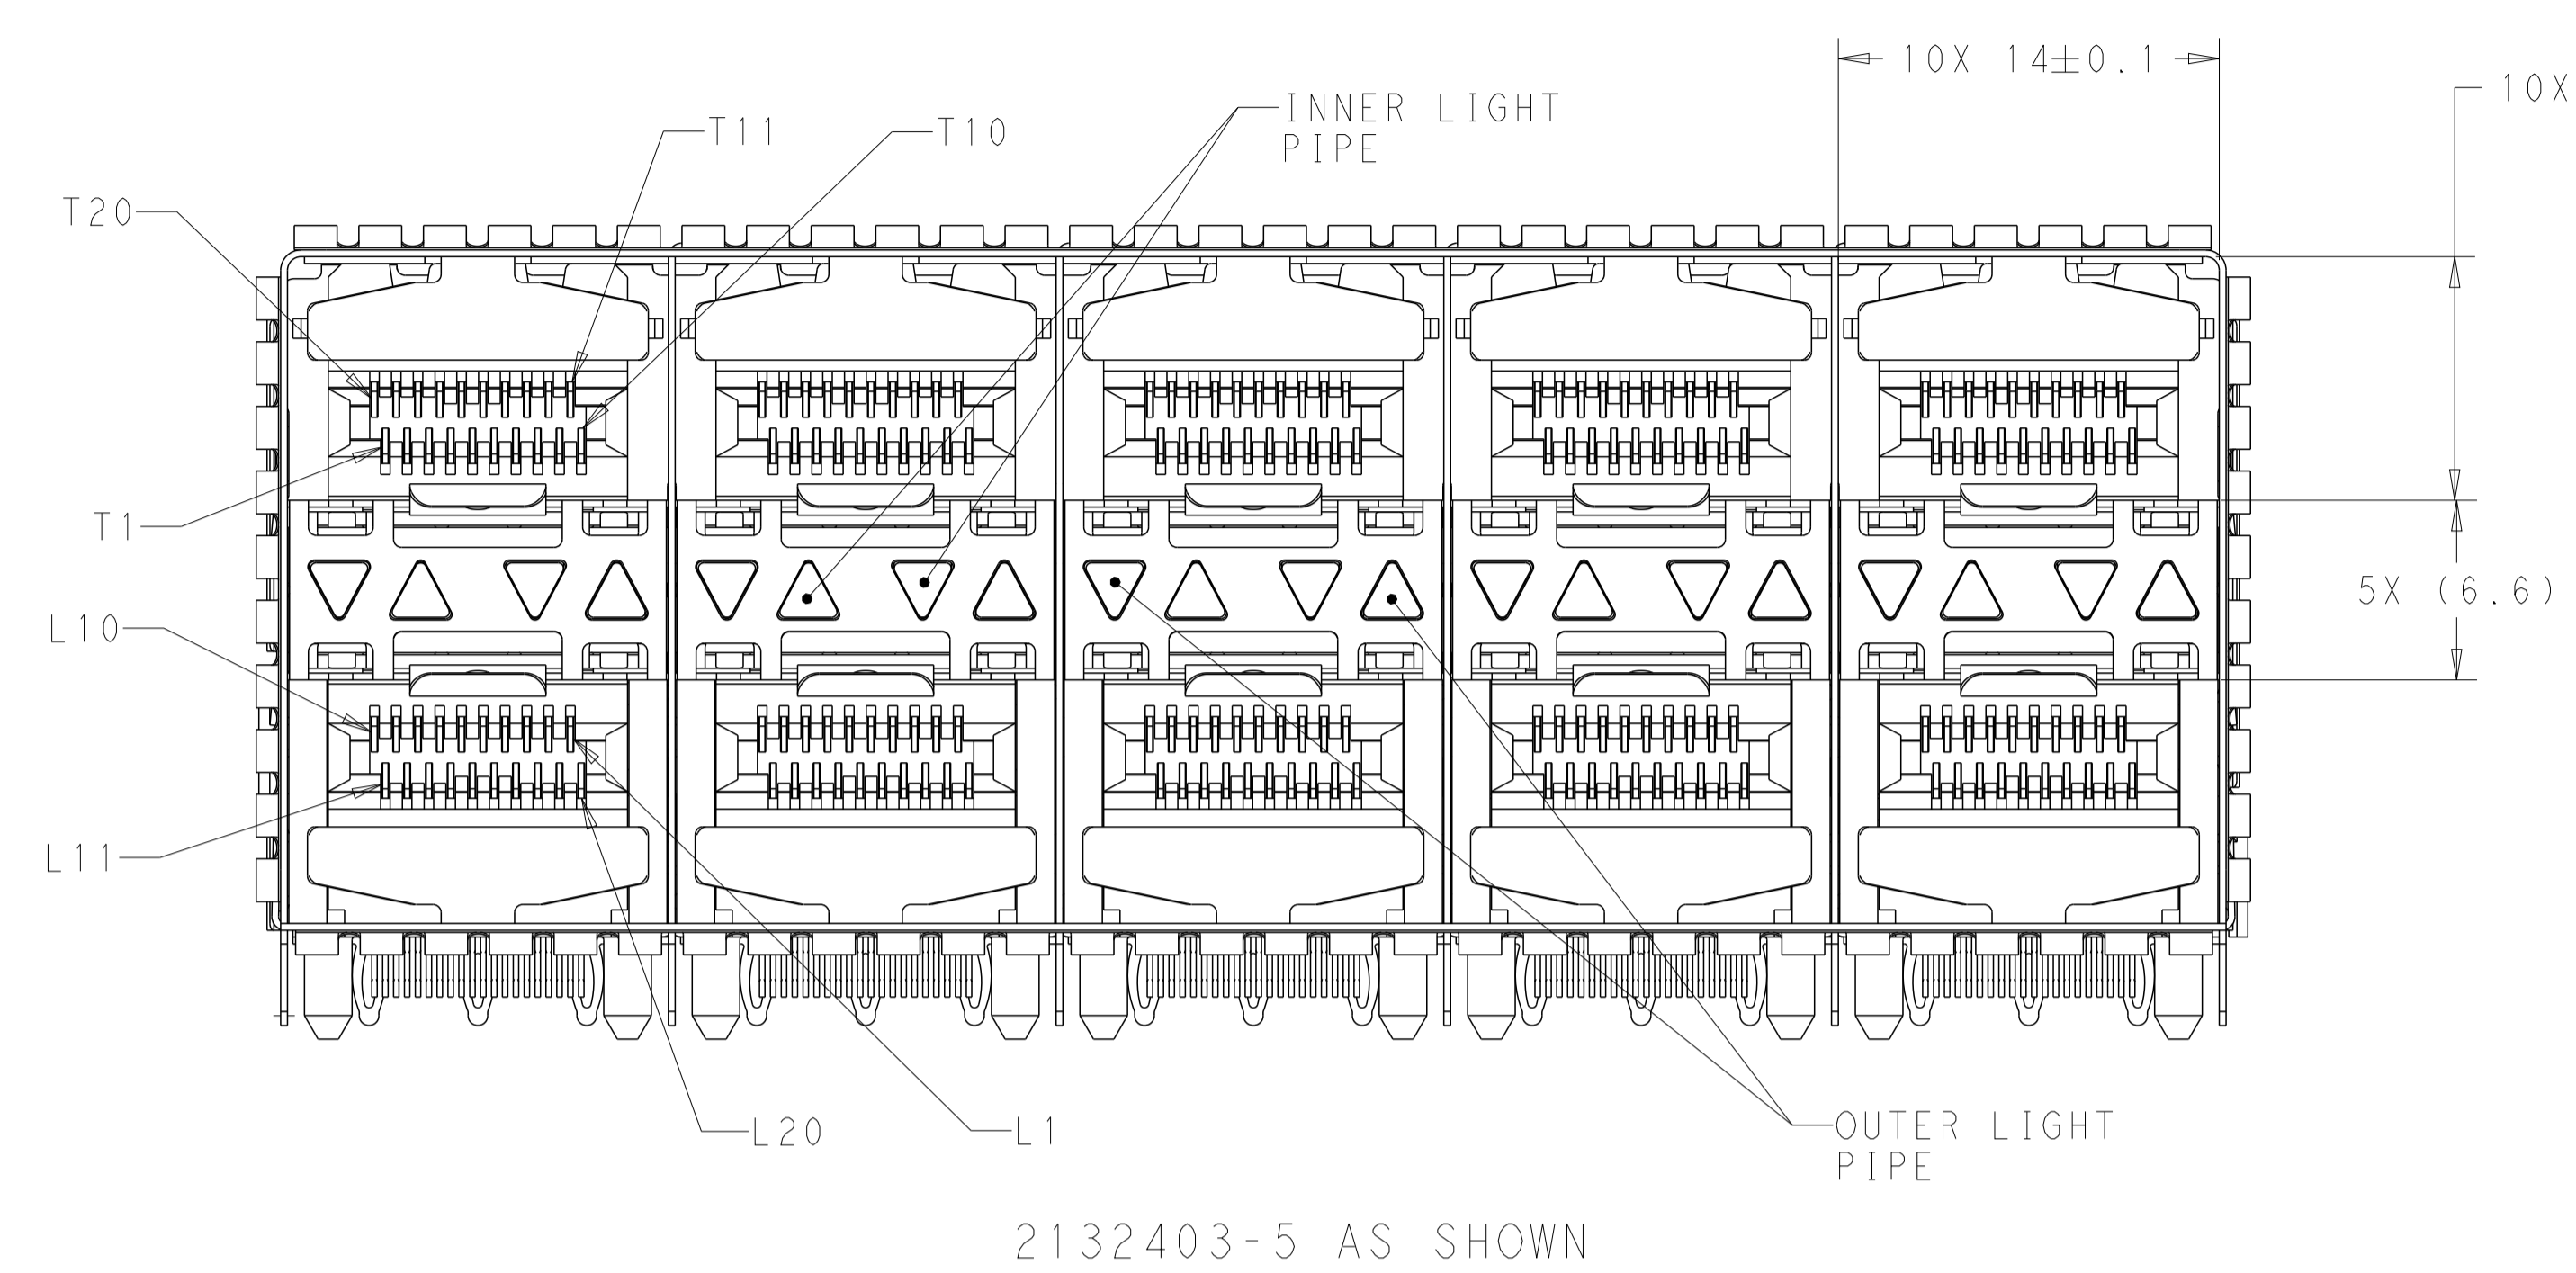 10X 14±0.1
10X
INNER LIGHT
PIPE
T11
T10
T20
T1
5X (6.6)
L10
L11
L20
L1
OUTER LIGHT
PIPE
2132403-5 AS SHOWN